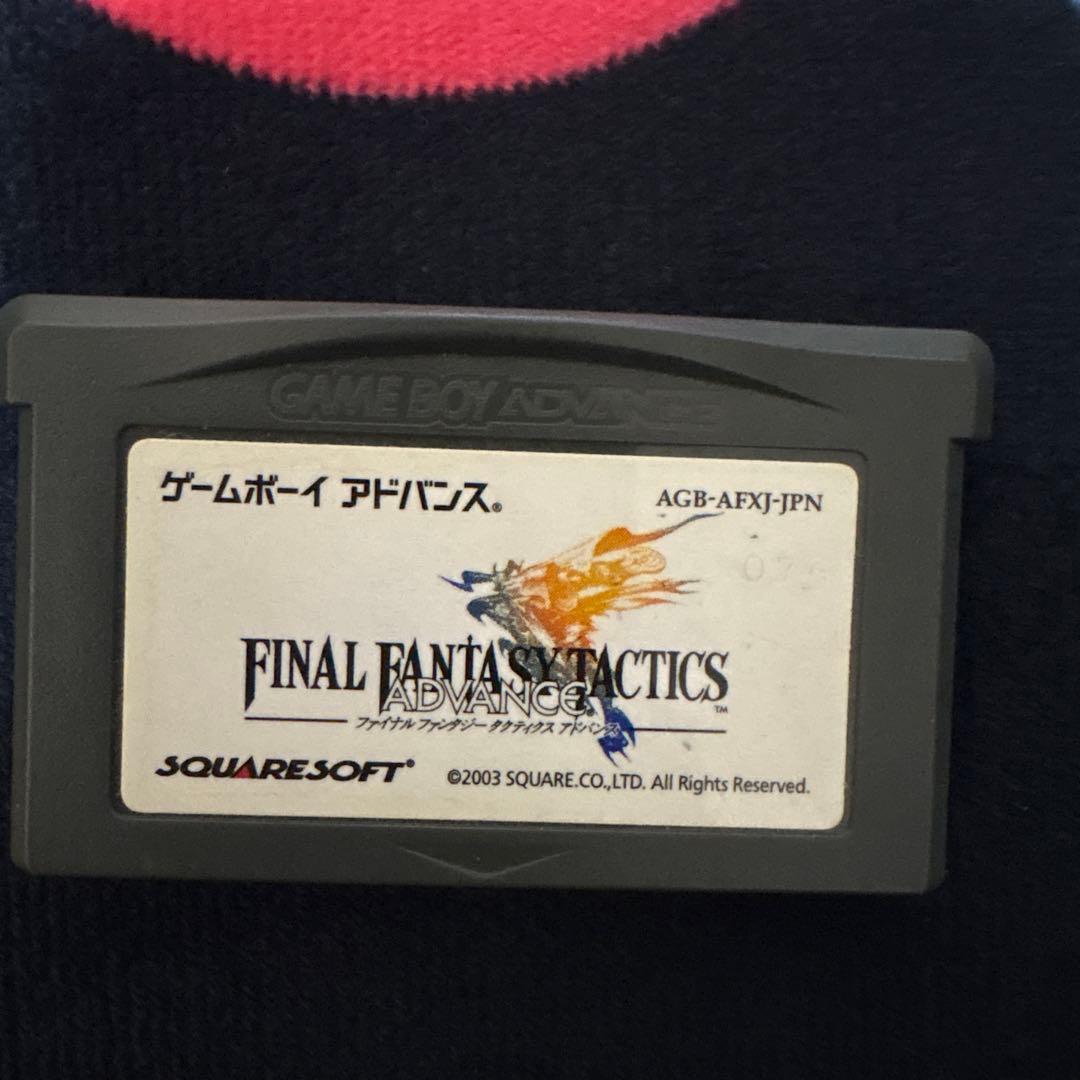 GAME BOY ADVANCE
ゲームボーイ アドバンス®
AGB-AFXJ-JPN
FINAL FANTASY TACTICS
ADVANCE™
ファイナル ファンタジー タクティクス アドバンス
SQUARESOFT®
©2003 SQUARE.CO.,LTD. All Rights Reserved.